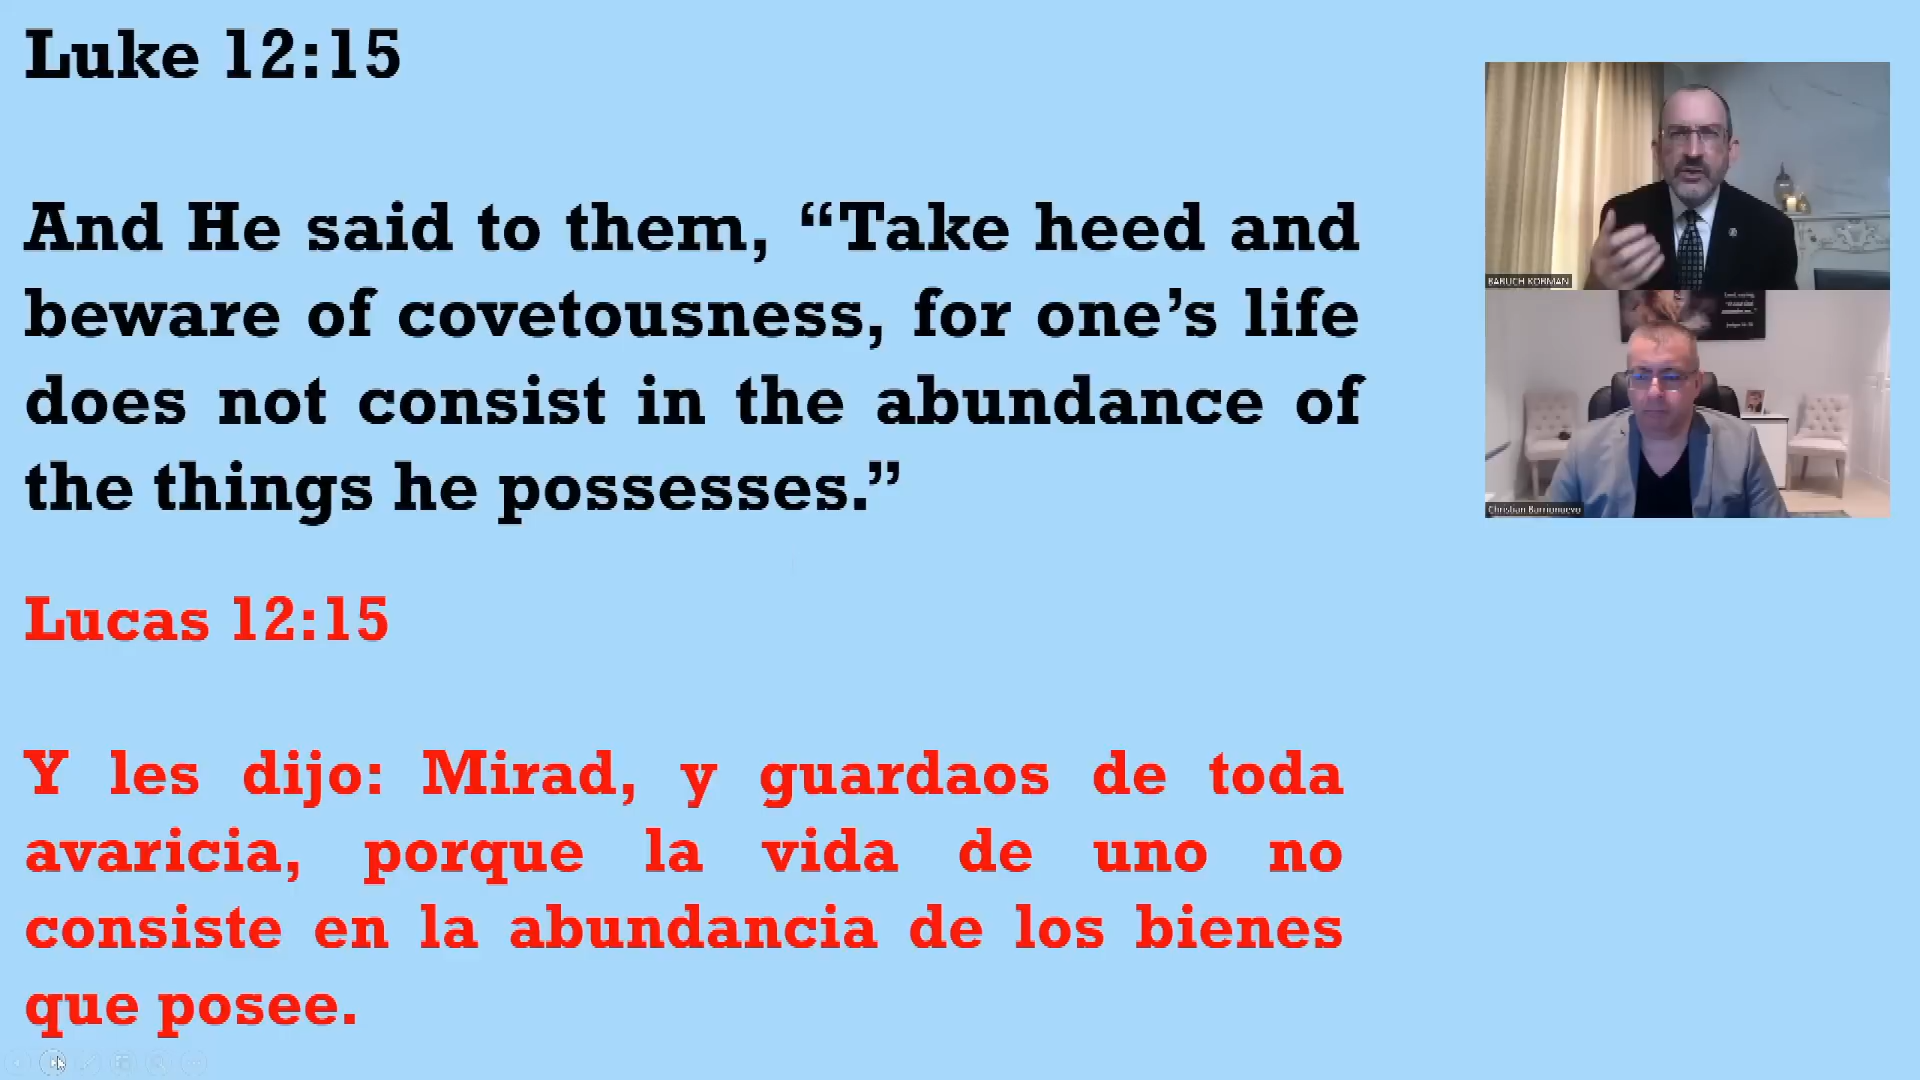 Luke 12:15
And He said to them, “Take heed and
beware of covetousness, for one’s life
does not consist in the abundance of
the things he possesses.”
Lucas 12:15
Y les dijo: Mirad, y guardaos de toda
avaricia, porque la vida de uno no
consiste en la abundancia de los bienes
que posee.
BARUCH KORMAN
Christian Barrionuevo